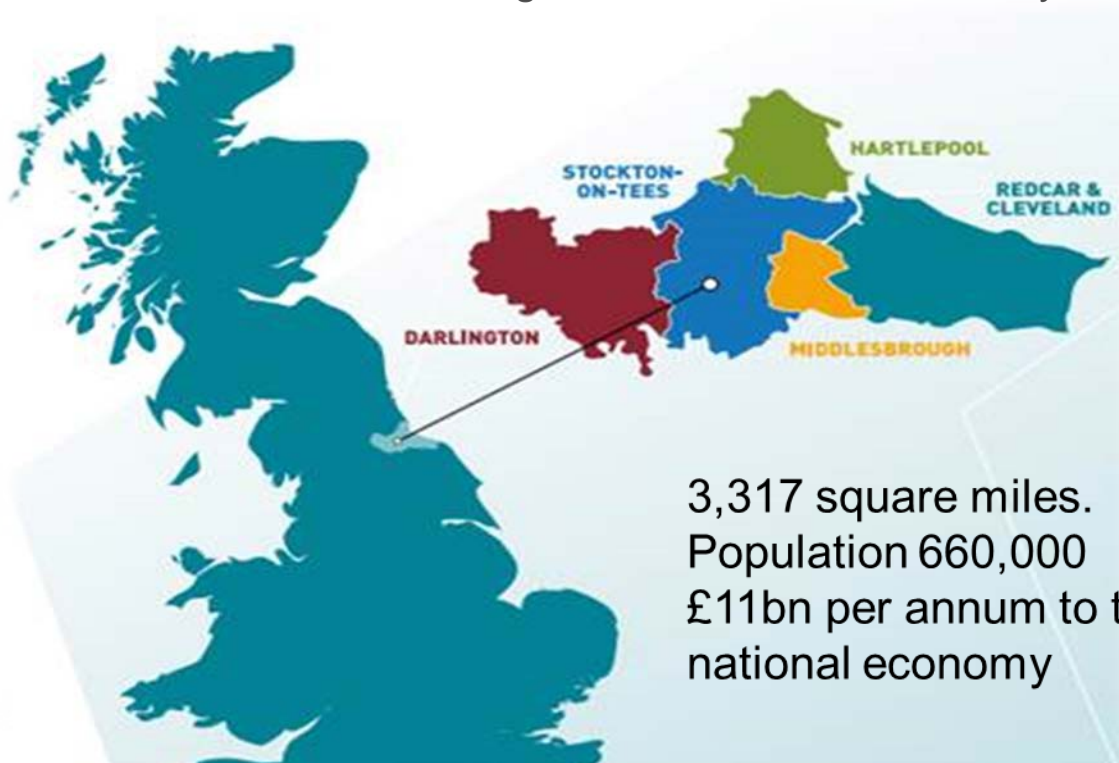 HARTLEPOOL
STOCKTON-
ON-TEES
REDCAR &
CLEVELAND
DARLINGTON
MIDDLESBROUGH
3,317 square miles.
Population 660,000
£11bn per annum to t
national economy